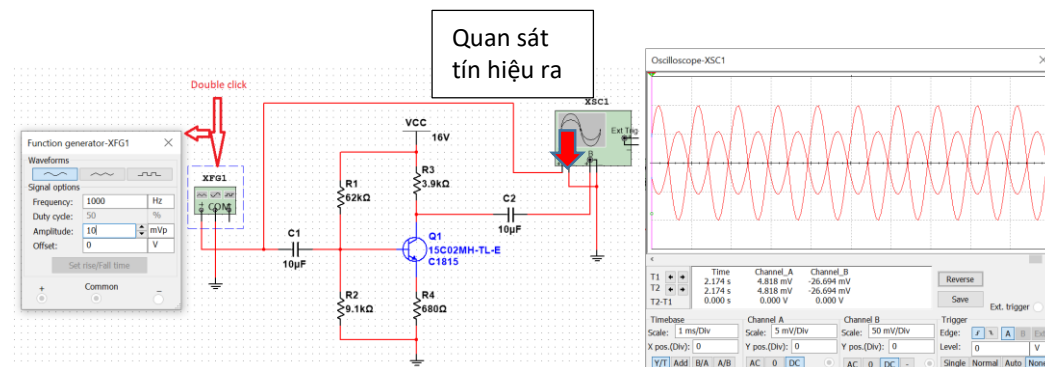 Quan sát
tín hiệu ra
Double click
Function generator-XFG1
Waveforms
Signal options
Frequency: 1000 Hz
Duty cycle: 50 %
Amplitude: 10 mVp
Offset: 0 V
Set rise/Fall time
+ Common −
XFG1
COM
C1
10µF
R1
62kΩ
R2
9.1kΩ
VCC
16V
R3
3.9kΩ
Q1
15C02MH-TL-E
C1815
R4
680Ω
C2
10µF
XSC1
Ext Trig
B
Oscilloscope-XSC1
Time Channel_A Channel_B
T1 2.174 s 4.818 mV -26.694 mV
T2 2.174 s 4.818 mV -26.694 mV
T2-T1 0.000 s 0.000 V 0.000 V
Reverse
Save
Ext. trigger
Timebase
Scale: 1 ms/Div
X pos.(Div): 0
Y/T Add B/A A/B
Channel A
Scale: 5 mV/Div
Y pos.(Div): 0
AC 0 DC
Channel B
Scale: 50 mV/Div
Y pos.(Div): 0
AC 0 DC -
Trigger
Edge: A B Ext
Level: 0 V
Single Normal Auto None